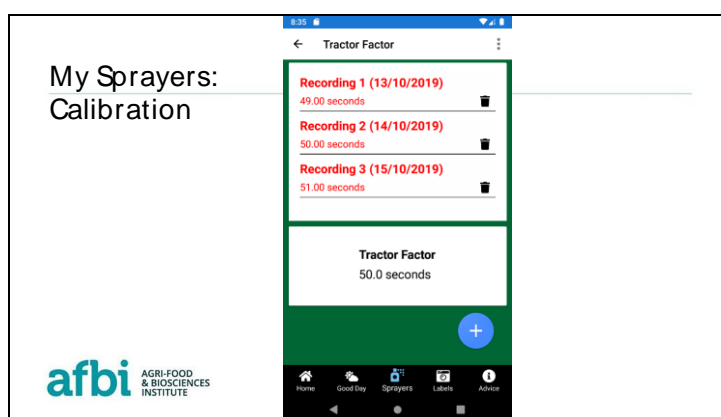 My Sprayers:
Calibration
8:35
Tractor Factor
Recording 1 (13/10/2019)
49.00 seconds
Recording 2 (14/10/2019)
50.00 seconds
Recording 3 (15/10/2019)
51.00 seconds
Tractor Factor
50.0 seconds
+
Home
Good Day
Sprayers
Labels
Advice
afbi
AGRI-FOOD
& BIOSCIENCES
INSTITUTE